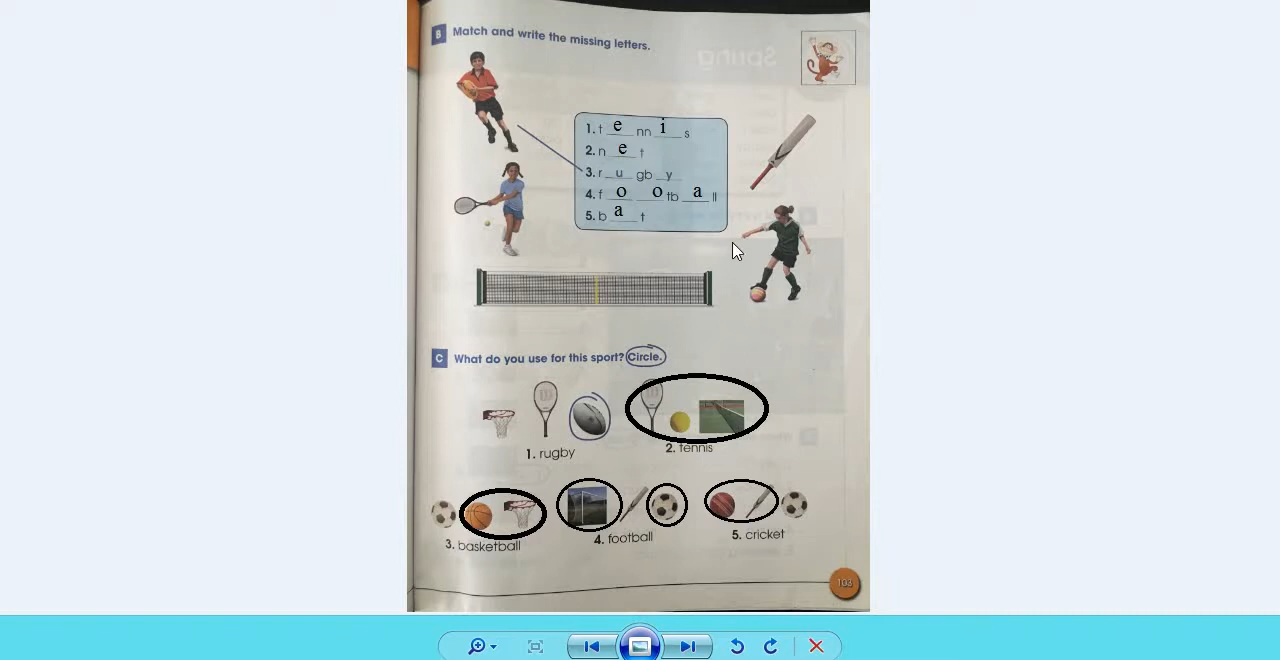 B Match and write the missing letters.
1. t e nn i s
2. n e t
3. r u gb y
4. f o o tb a ll
5. b a t
C What do you use for this sport? Circle.
1. rugby
2. tennis
3. basketball
4. football
5. cricket
103